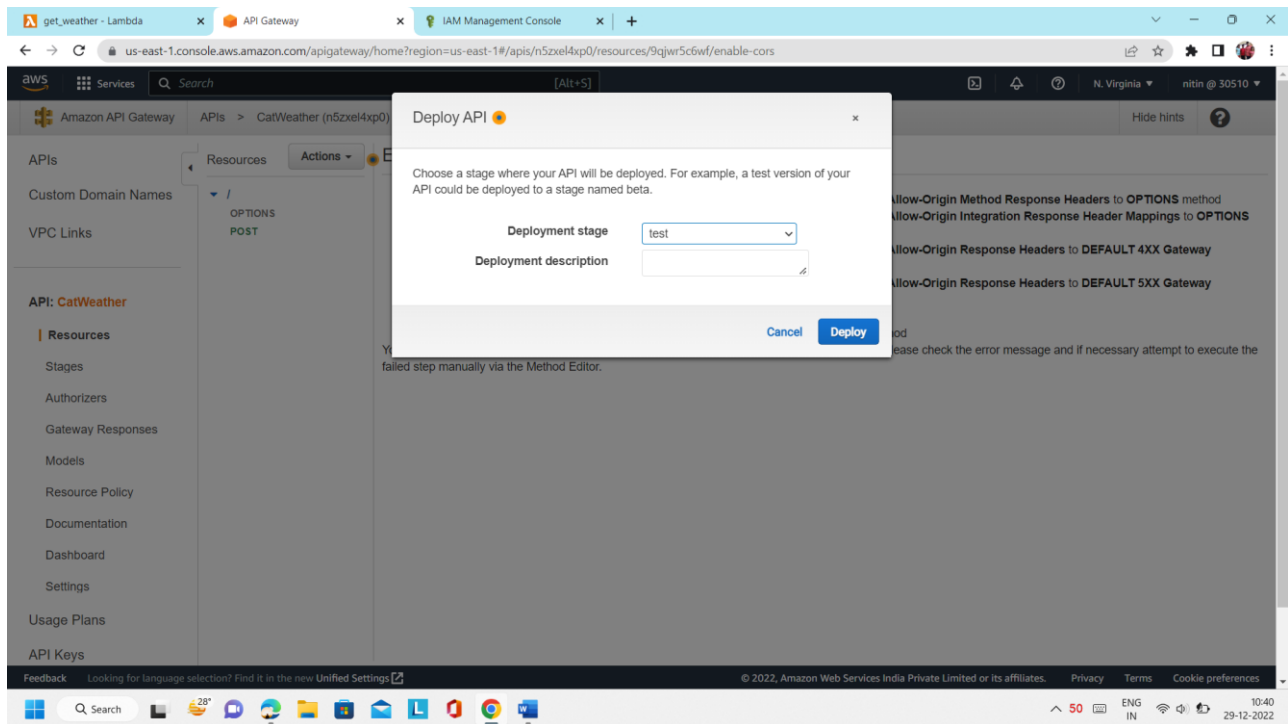 get_weather - Lambda
API Gateway
IAM Management Console
us-east-1.console.aws.amazon.com/apigateway/home?region=us-east-1#/apis/n5zxel4xp0/resources/9qjwr5c6wf/enable-cors
aws
Services
Search
[Alt+S]
N. Virginia
nitin @ 30510
Amazon API Gateway
APIs > CatWeather (n5zxel4xp0)
Hide hints
APIs
Custom Domain Names
VPC Links
API: CatWeather
Resources
Stages
Authorizers
Gateway Responses
Models
Resource Policy
Documentation
Dashboard
Settings
Usage Plans
API Keys
Resources
Actions
/
OPTIONS
POST
Deploy API
Choose a stage where your API will be deployed. For example, a test version of your
API could be deployed to a stage named beta.
Deployment stage
test
Deployment description
Cancel
Deploy
Allow-Origin Method Response Headers to OPTIONS method
Allow-Origin Integration Response Header Mappings to OPTIONS
Allow-Origin Response Headers to DEFAULT 4XX Gateway
Allow-Origin Response Headers to DEFAULT 5XX Gateway
ease check the error message and if necessary attempt to execute the
failed step manually via the Method Editor.
Feedback
Looking for language selection? Find it in the new Unified Settings
© 2022, Amazon Web Services India Private Limited or its affiliates.
Privacy
Terms
Cookie preferences
Search
28°
50
ENG
IN
10:40
29-12-2022